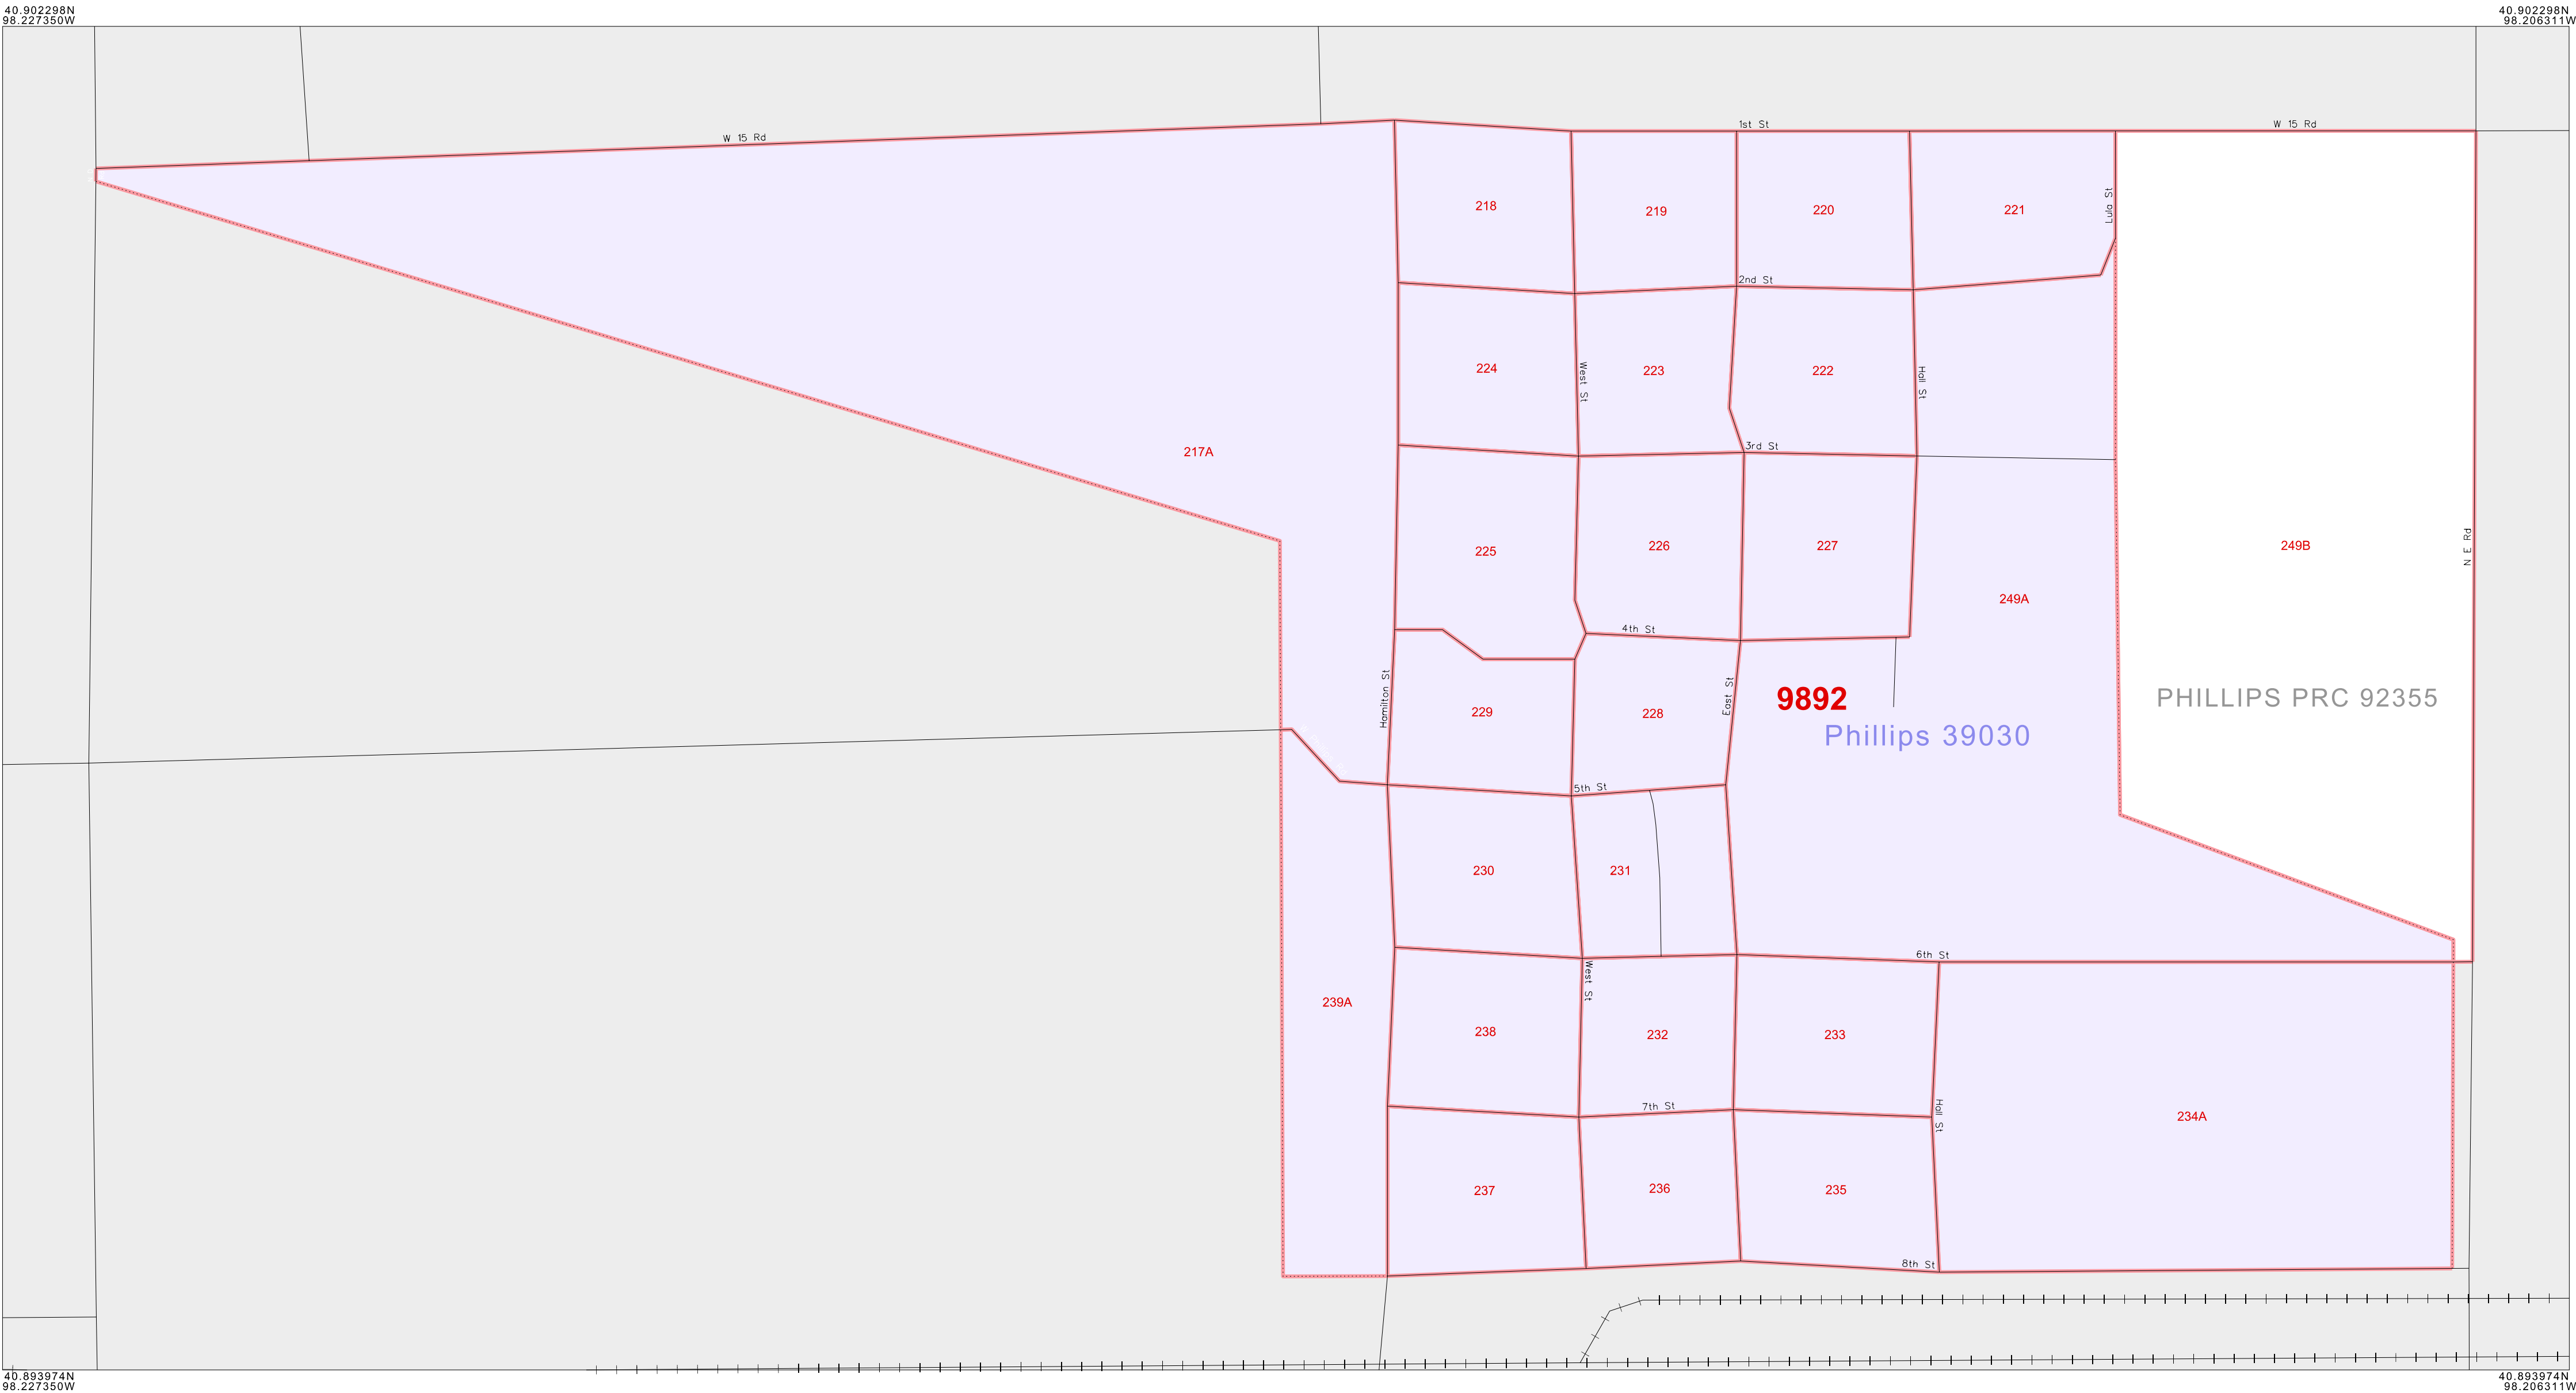 40.902298N
98.227350W
40.902298N
98.206311W
W 15 Rd
1st St
W 15 Rd
218
219
220
221
Lula St
2nd St
224
West St
223
222
Hall St
217A
3rd St
225
226
227
249B
N E Rd
249A
4th St
Hamilton St
229
228
East St
9892
Phillips 39030
PHILLIPS PRC 92355
5th St
230
231
6th St
239A
West St
238
232
233
7th St
Hall St
234A
237
236
235
8th St
40.893974N
98.227350W
40.893974N
98.206311W